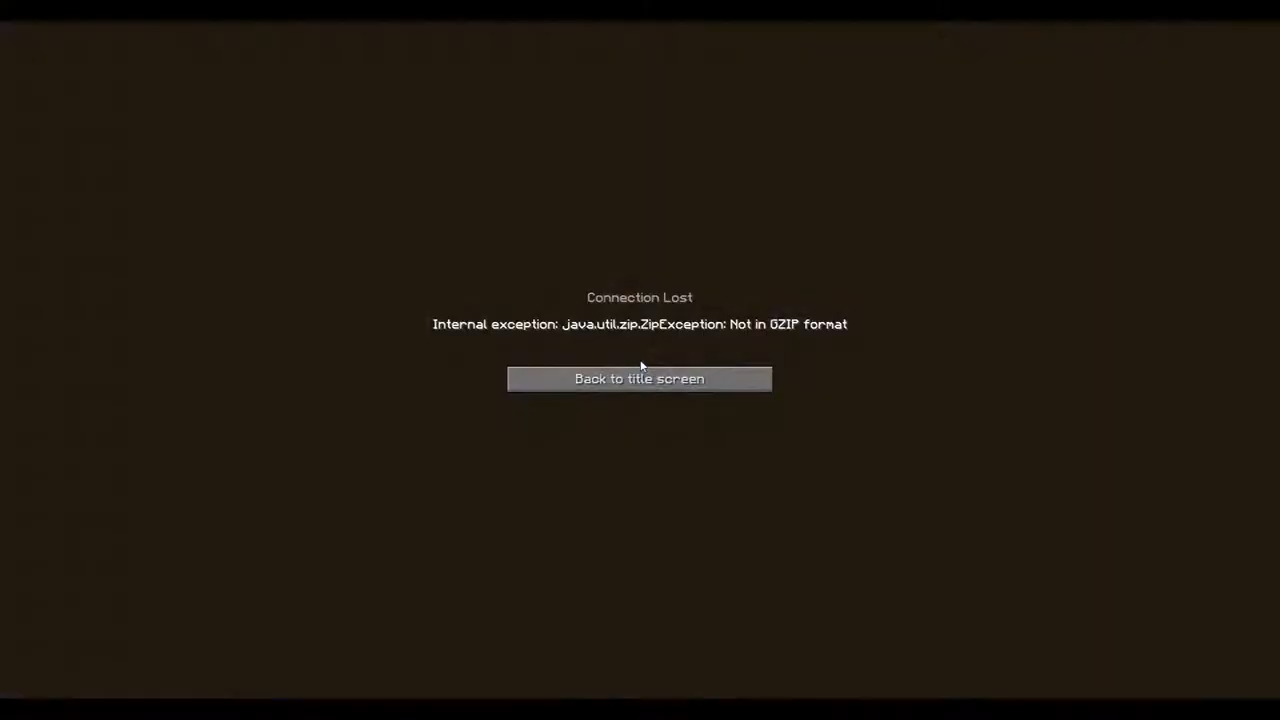 Connection Lost
Internal exception: java.util.zip.ZipException: Not in GZIP format
Back to title screen